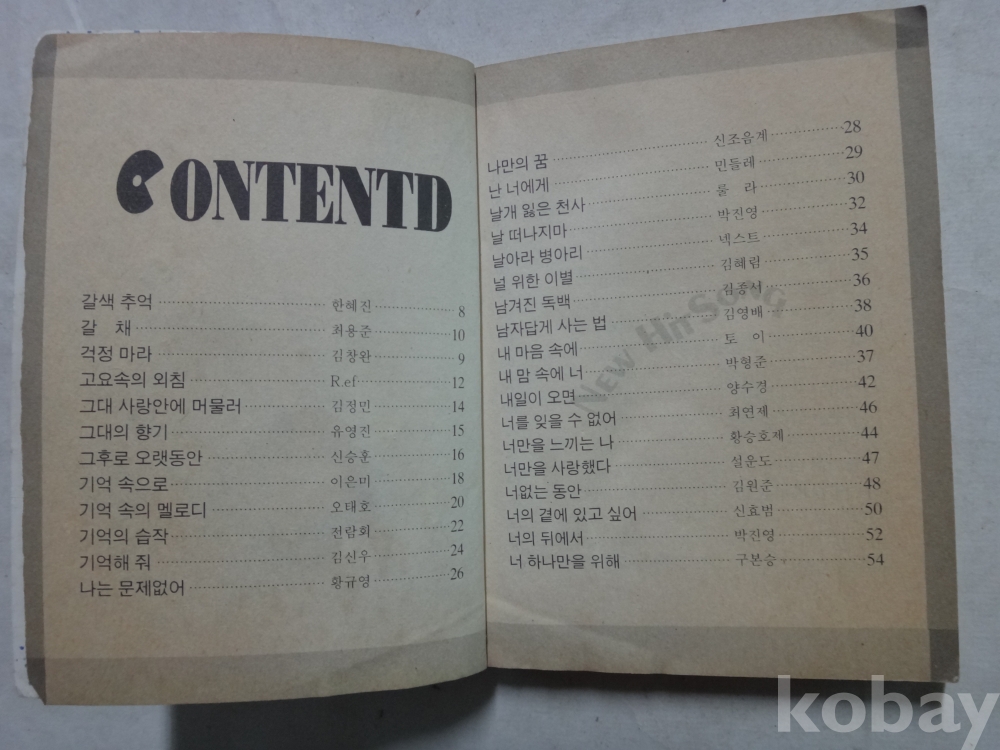 CONTENTD
갈색 추억 한혜진 8
갈 채 최용준 10
걱정 마라 김창완 9
고요속의 외침 R.ef 12
그대 사랑안에 머물러 김정민 14
그대의 향기 유영진 15
그후로 오랫동안 신승훈 16
기억 속으로 이은미 18
기억 속의 멜로디 오태호 20
기억의 습작 전람회 22
기억해 줘 김신우 24
나는 문제없어 황규영 26
나만의 꿈 신조음계 28
난 너에게 민들레 29
날개 잃은 천사 룰 라 30
날 떠나지마 박진영 32
날아라 병아리 넥스트 34
널 위한 이별 김혜림 35
남겨진 독백 김종서 36
남자답게 사는 법 김영배 38
내 마음 속에 토 이 40
내 맘 속에 너 박형준 37
내일이 오면 양수경 42
너를 잊을 수 없어 최연제 46
너만을 느끼는 나 황승호제 44
너만을 사랑했다 설운도 47
너없는 동안 김원준 48
너의 곁에 있고 싶어 신효범 50
너의 뒤에서 박진영 52
너 하나만을 위해 구본승 54
New Hit Song
kobay